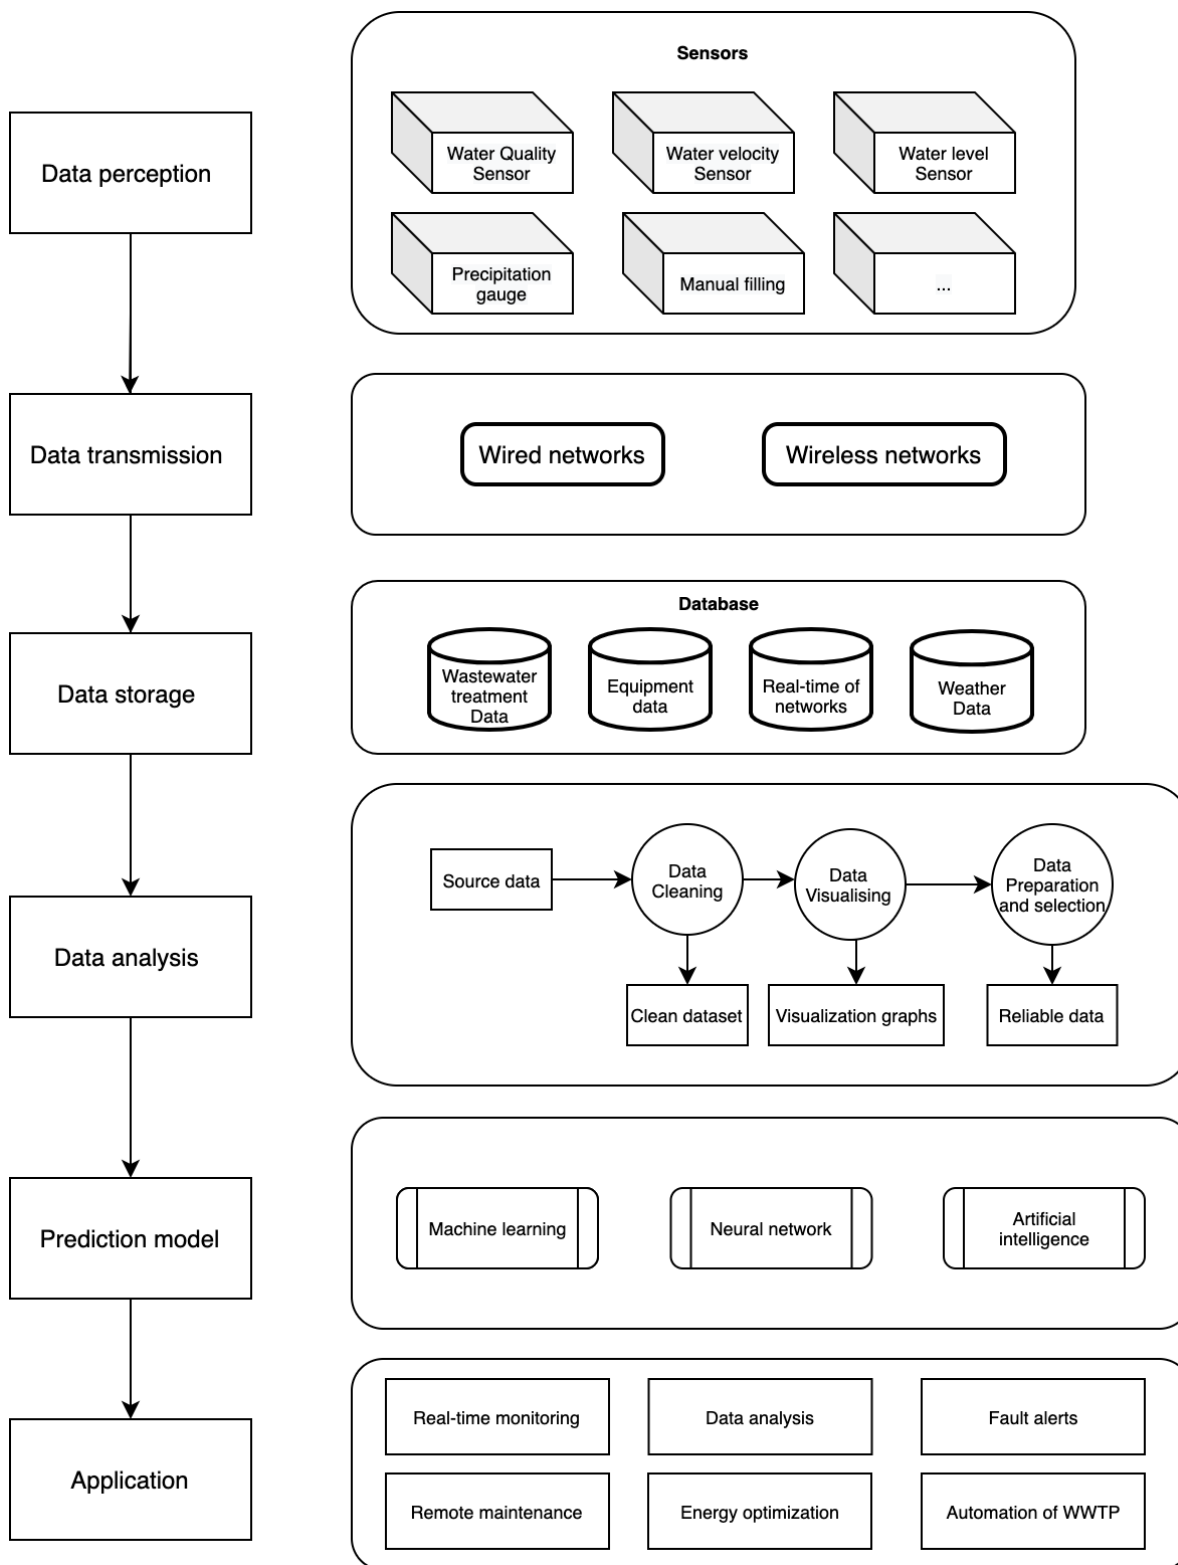 Sensors
Data perception
Water Quality
Sensor
Water velocity
Sensor
Water level
Sensor
Precipitation
gauge
Manual filling
...
Data transmission
Wired networks
Wireless networks
Data storage
Database
Wastewater
treatment
Data
Equipment
data
Real-time of
networks
Weather
Data
Data analysis
Source data
Data
Cleaning
Data
Visualising
Data
Preparation
and selection
Clean dataset
Visualization graphs
Reliable data
Prediction model
Machine learning
Neural network
Artificial
intelligence
Application
Real-time monitoring
Data analysis
Fault alerts
Remote maintenance
Energy optimization
Automation of WWTP